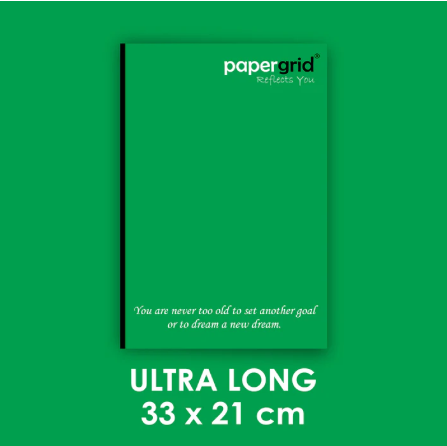 papergrid®
Reflects You
You are never too old to set another goal
or to dream a new dream.
ULTRA LONG
33 x 21 cm